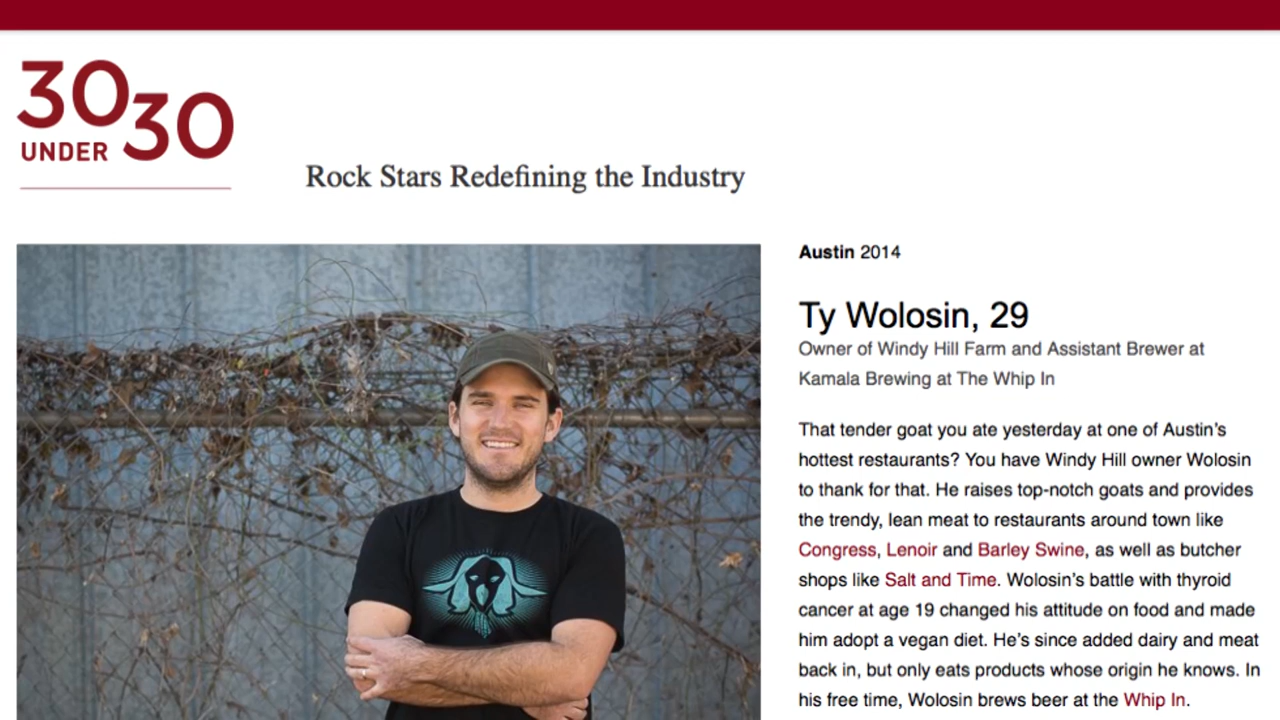 30 30
UNDER
Rock Stars Redefining the Industry
Austin 2014
Ty Wolosin, 29
Owner of Windy Hill Farm and Assistant Brewer at
Kamala Brewing at The Whip In
That tender goat you ate yesterday at one of Austin's
hottest restaurants? You have Windy Hill owner Wolosin
to thank for that. He raises top-notch goats and provides
the trendy, lean meat to restaurants around town like
Congress, Lenoir and Barley Swine, as well as butcher
shops like Salt and Time. Wolosin's battle with thyroid
cancer at age 19 changed his attitude on food and made
him adopt a vegan diet. He's since added dairy and meat
back in, but only eats products whose origin he knows. In
his free time, Wolosin brews beer at the Whip In.